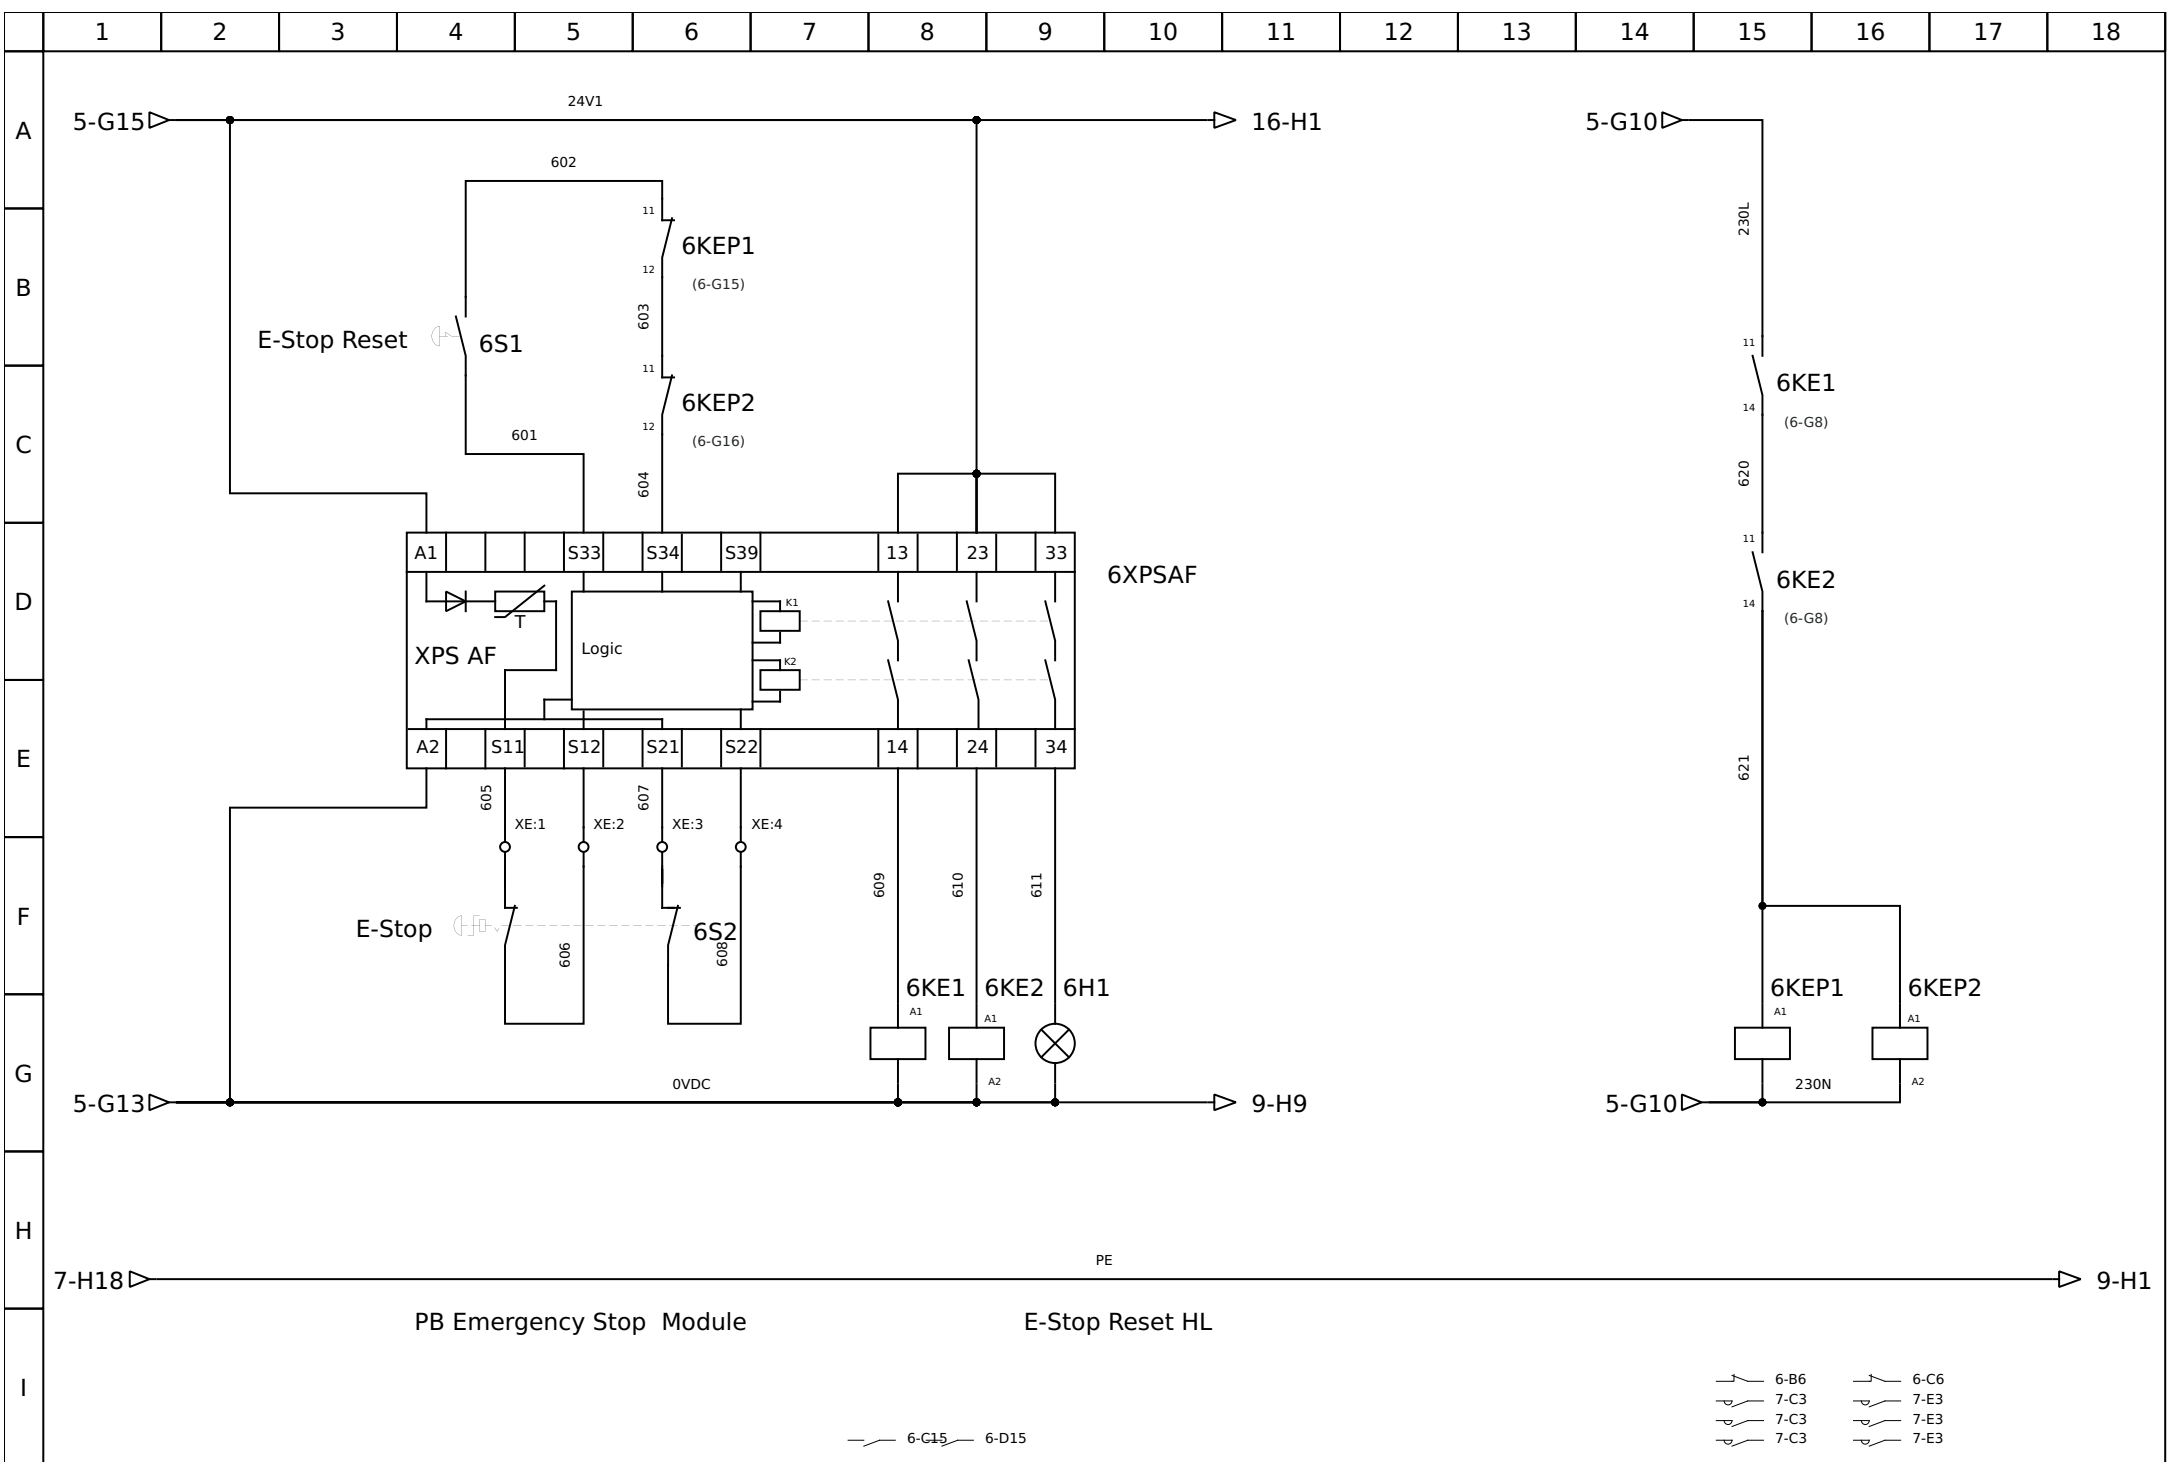 1 2 3 4 5 6 7 8 9 10 11 12 13 14 15 16 17 18
A
5-G15 24V1 16-H1 5-G10
602
11 230L
6KEP1
B
12
(6-G15)
603
E-Stop Reset 6S1
11
11
6KEP2 6KE1
12 14
C
601 (6-G16) (6-G8)
604 620
A1 S33 S34 S39 13 23 33
11
6XPSAF 6KE2
D
K1 14
T (6-G8)
XPS AF Logic
K2
A2 S11 S12 S21 S22 14 24 34
E
605 607 621
XE:1 XE:2 XE:3 XE:4
609 610 611
F
E-Stop 6S2
606 608
6KE1 6KE2 6H1 6KEP1 6KEP2
A1 A1 A1 A1
G
0VDC A2 230N A2
5-G13 9-H9 5-G10
H
PE
7-H18 9-H1
PB Emergency Stop Module E-Stop Reset HL
I
6-B6 6-C6
7-C3 7-E3
7-C3 7-E3
6-C15 6-D15 7-C3 7-E3